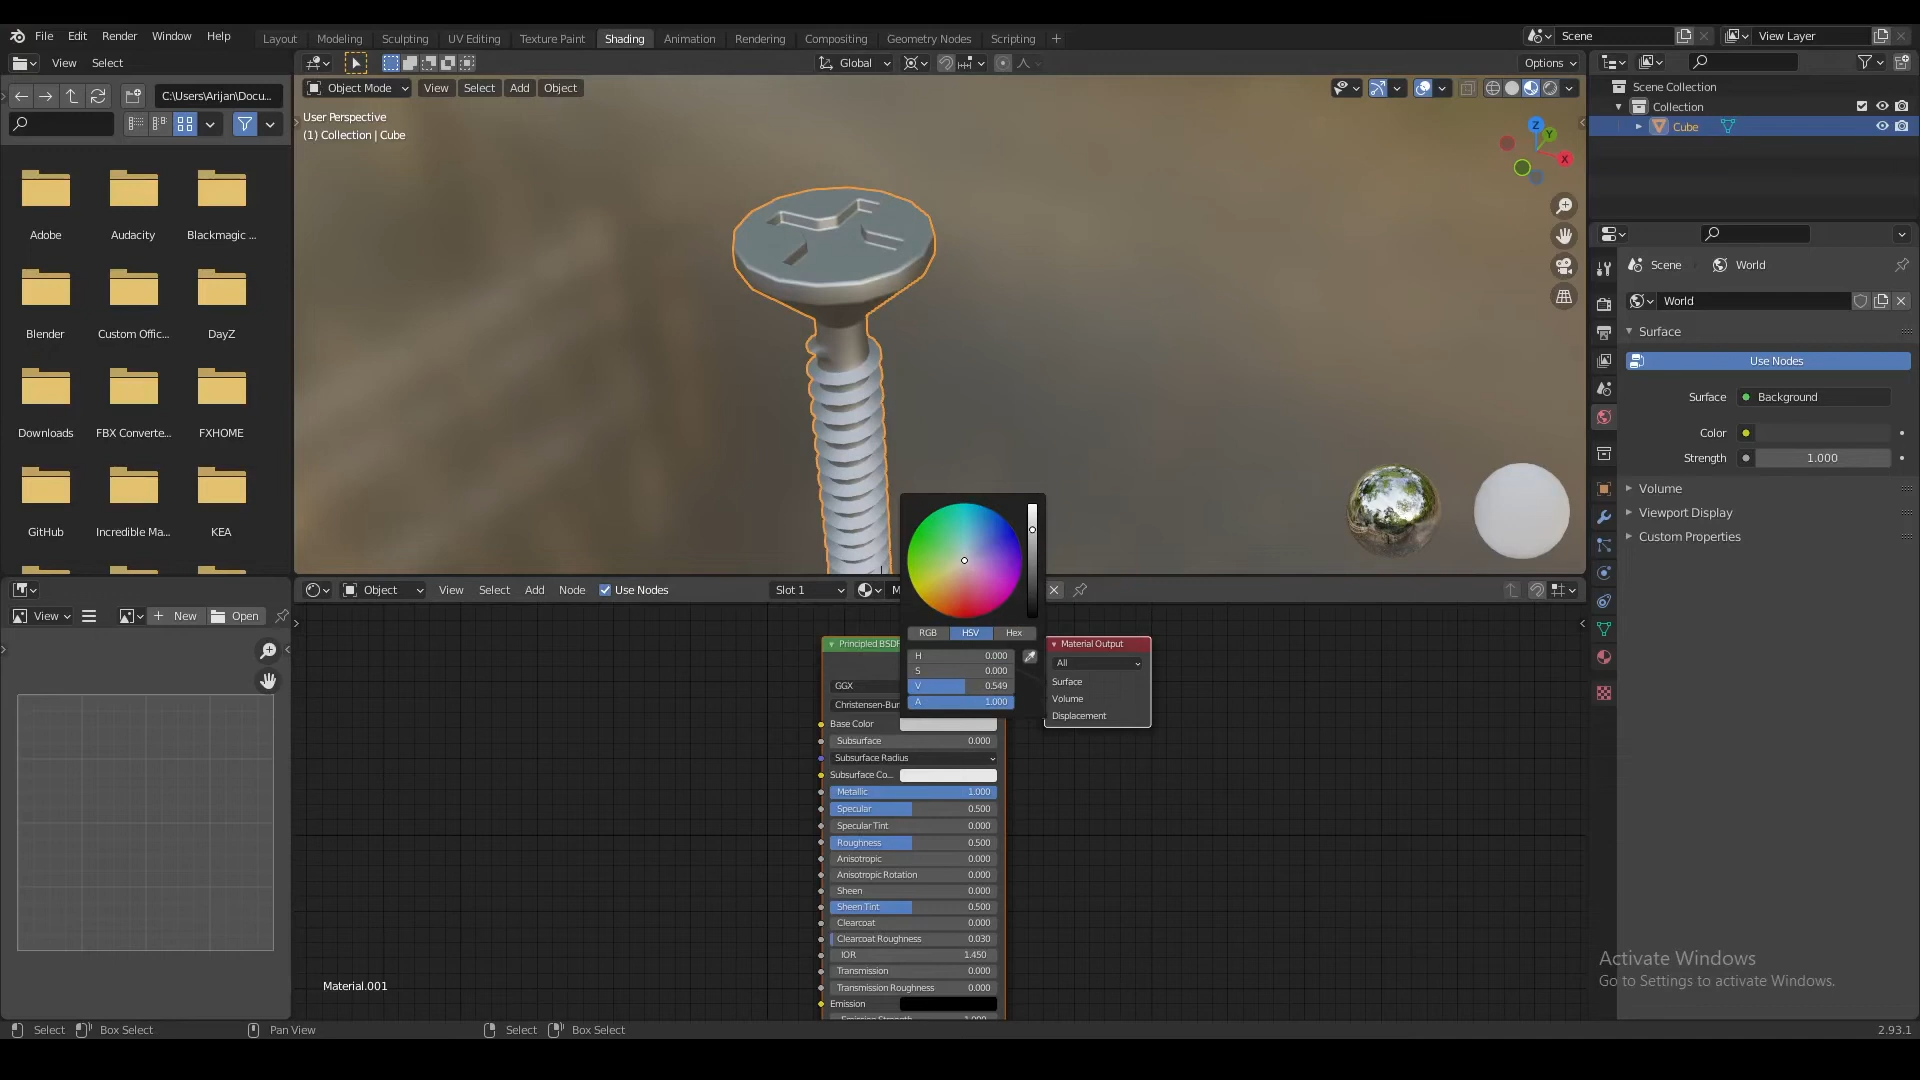 File Edit Render Window Help Layout Modeling Sculpting UV Editing Texture Paint Shading Animation Rendering Compositing Geometry Nodes Scripting + Scene View Layer
View Select Global Options
C:\Users\Arijan\Docu... Object Mode View Select Add Object Scene Collection
Collection
Cube
User Perspective
(1) Collection | Cube
Z
Y
X
Adobe Audacity Blackmagic ...
Blender Custom Offic... DayZ
Downloads FBX Converte... FXHOME
GitHub Incredible Ma... KEA
Scene World
World
Surface
Use Nodes
Surface Background
Color
Strength 1.000
Volume
Viewport Display
Custom Properties
Object View Select Add Node Use Nodes Slot 1 M
View New Open
RGB HSV Hex
H 0.000
S 0.000
V 0.549
A 1.000
Principled BSDF
GGX
Christensen-Bur
Base Color
Subsurface 0.000
Subsurface Radius
Subsurface Co...
Metallic 1.000
Specular 0.500
Specular Tint 0.000
Roughness 0.500
Anisotropic 0.000
Anisotropic Rotation 0.000
Sheen 0.000
Sheen Tint 0.500
Clearcoat 0.000
Clearcoat Roughness 0.030
IOR 1.450
Transmission 0.000
Transmission Roughness 0.000
Emission
Emission Strength 1.000
Material Output
All
Surface
Volume
Displacement
Material.001
Activate Windows
Go to Settings to activate Windows.
Select Box Select Pan View Select Box Select 2.93.1